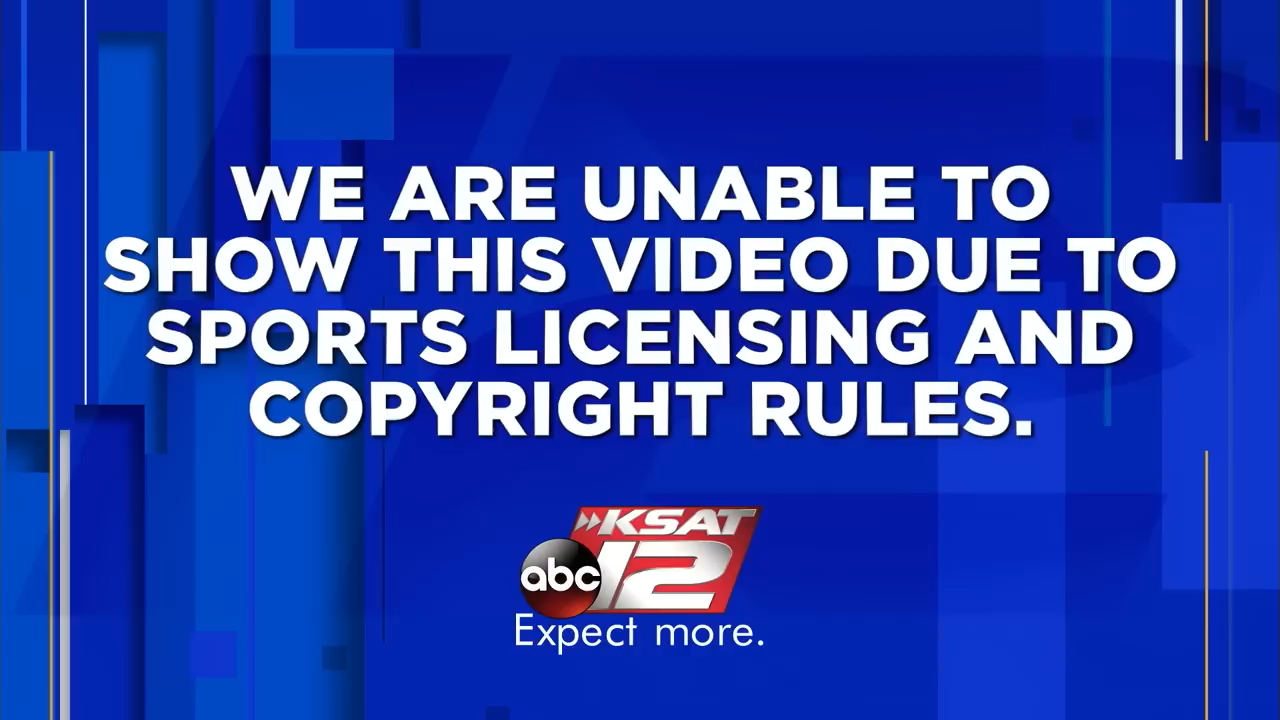 WE ARE UNABLE TO
SHOW THIS VIDEO DUE TO
SPORTS LICENSING AND
COPYRIGHT RULES.
KSAT
abc 12
Expect more.